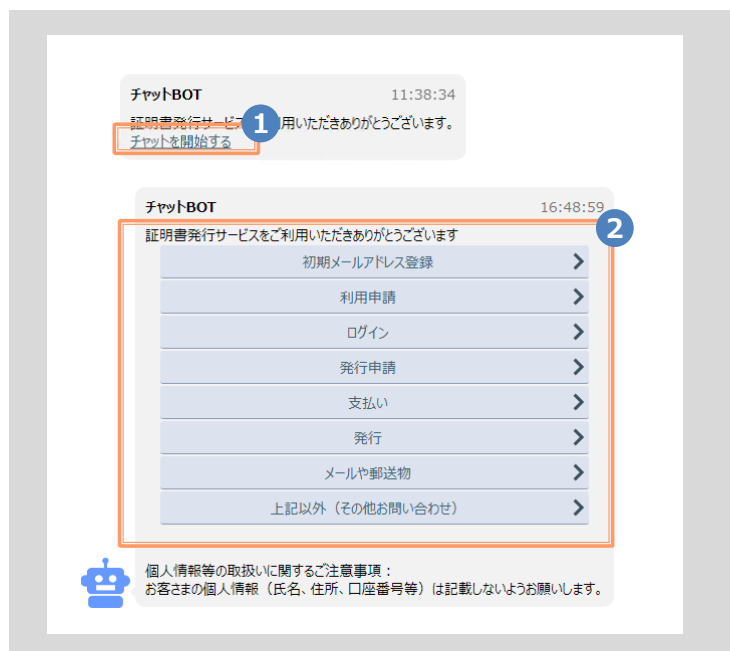 チャットBOT 11:38:34
証明書発行サービス 用いただきありがとうございます。
1
チャットを開始する
チャットBOT 16:48:59
2
証明書発行サービスをご利用いただきありがとうございます
初期メールアドレス登録
利用申請
ログイン
発行申請
支払い
発行
メールや郵送物
上記以外（その他お問い合わせ）
個人情報等の取扱いに関するご注意事項：
お客さまの個人情報（氏名、住所、口座番号等）は記載しないようお願いします。